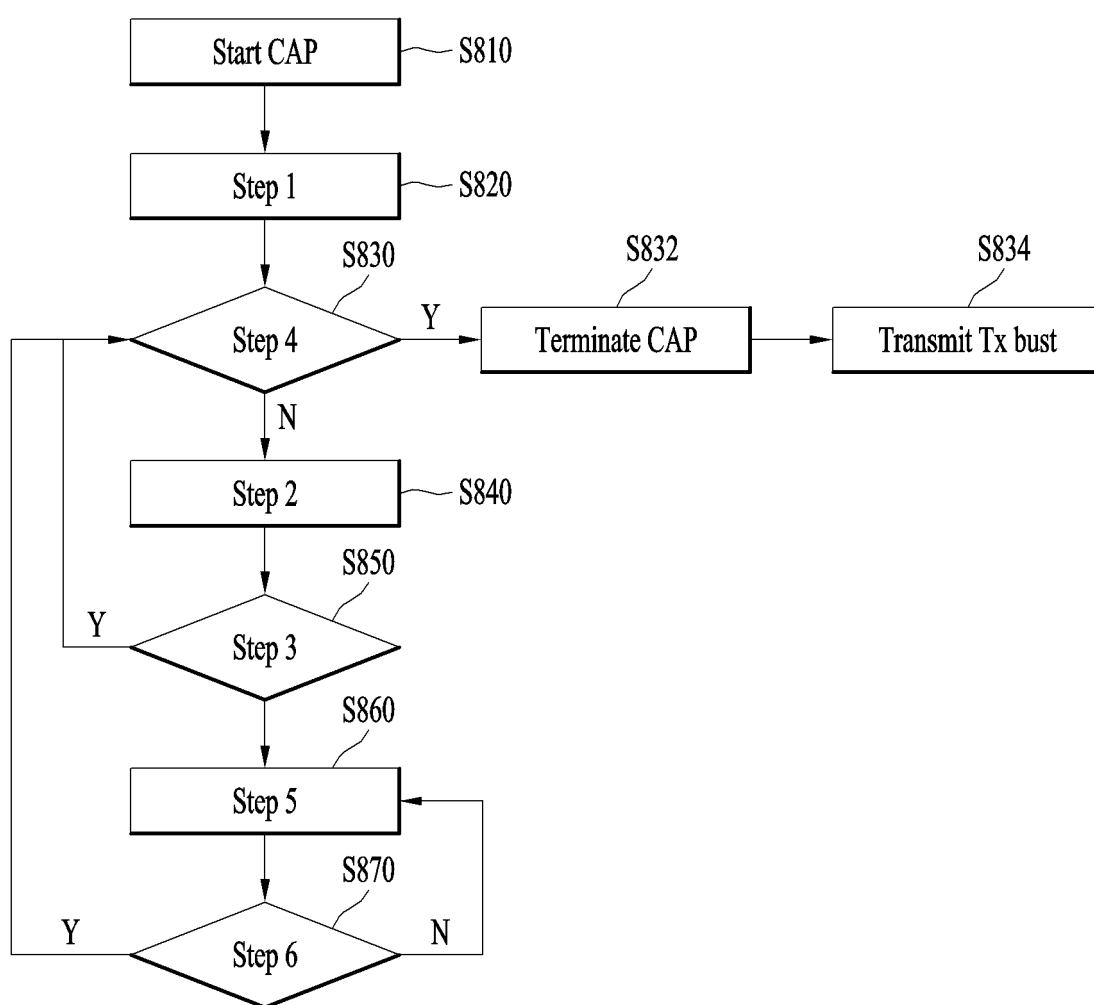 Start CAP
S810
Step 1
S820
S830
Step 4
Y
S832
Terminate CAP
S834
Transmit Tx bust
N
Step 2
S840
S850
Y
Step 3
S860
Step 5
S870
Y
Step 6
N